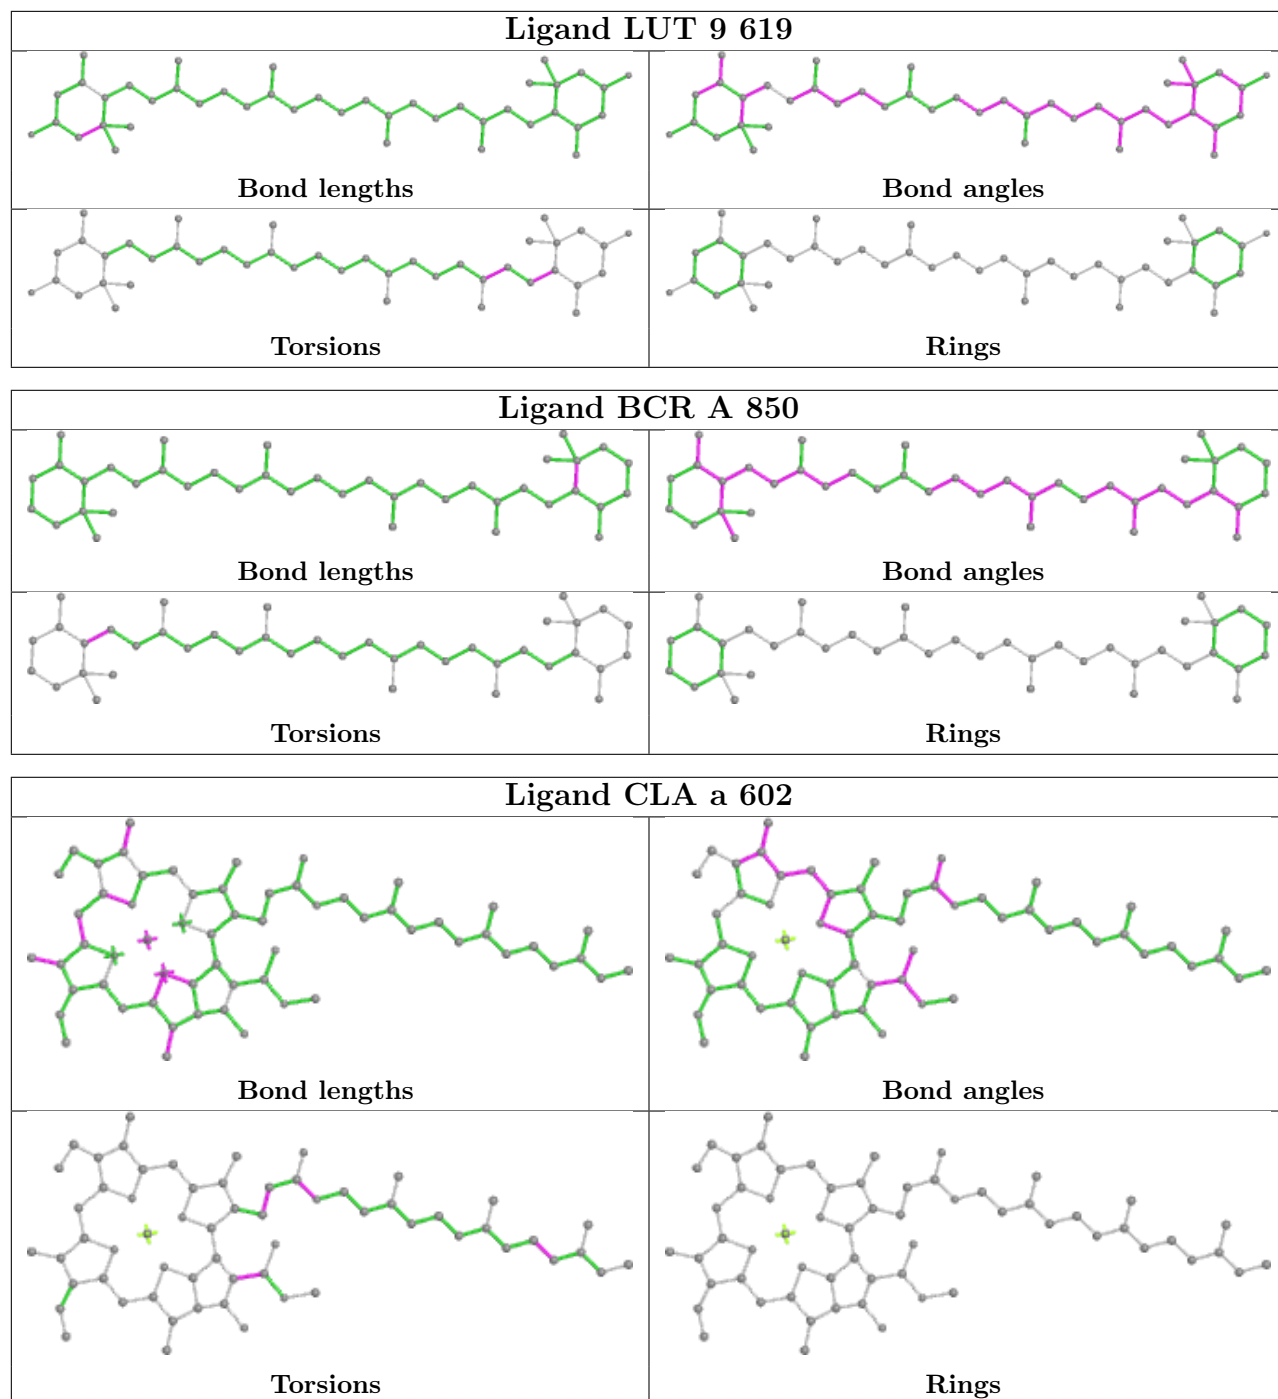 Ligand LUT 9 619
Bond lengths
Bond angles
Torsions
Rings
Ligand BCR A 850
Bond lengths
Bond angles
Torsions
Rings
Ligand CLA a 602
Bond lengths
Bond angles
Torsions
Rings